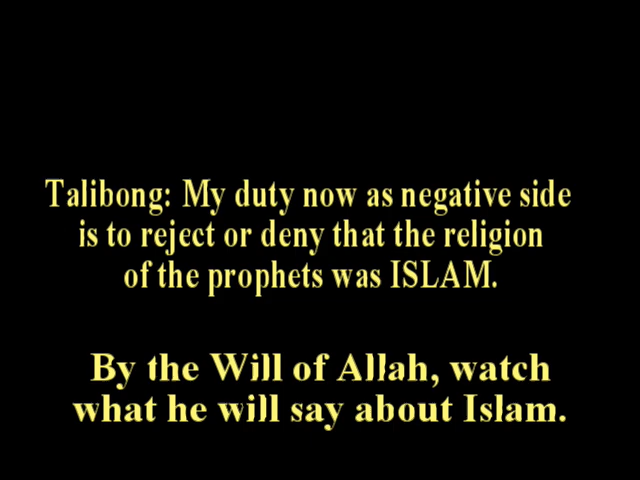 Talibong: My duty now as negative side
is to reject or deny that the religion
of the prophets was ISLAM.
By the Will of Allah, watch
what he will say about Islam.